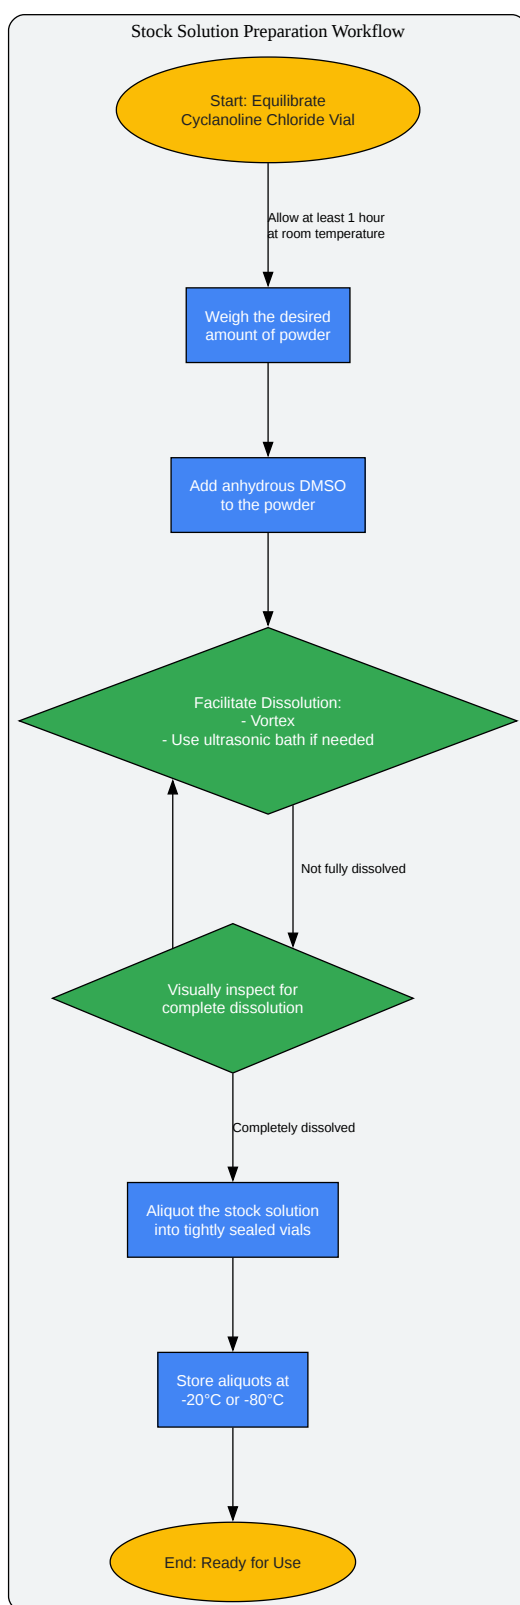 Stock Solution Preparation Workflow
Start: Equilibrate
Cyclanoline Chloride Vial
Allow at least 1 hour
at room temperature
Weigh the desired
amount of powder
Add anhydrous DMSO
to the powder
Facilitate Dissolution:
- Vortex
- Use ultrasonic bath if needed
Not fully dissolved
Visually inspect for
complete dissolution
Completely dissolved
Aliquot the stock solution
into tightly sealed vials
Store aliquots at
-20°C or -80°C
End: Ready for Use